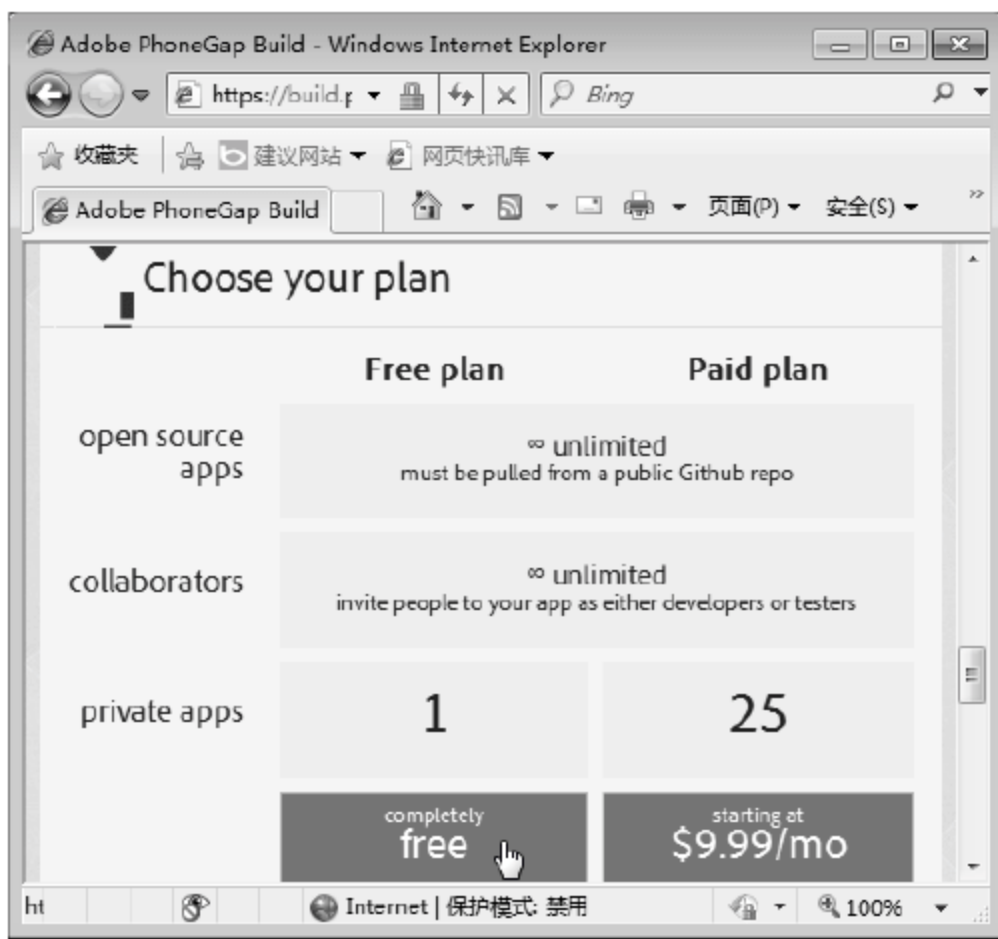 Adobe PhoneGap Build - Windows Internet Explorer
https://build.p
Bing
收藏夹 建议网站 网页快讯库
Adobe PhoneGap Build 页面(P) 安全(S) »
Choose your plan
Free plan Paid plan
open source
apps
∞ unlimited
must be pulled from a public Github repo
collaborators
∞ unlimited
invite people to your app as either developers or testers
private apps 1 25
completely
free
starting at
$9.99/mo
ht Internet | 保护模式: 禁用 100%